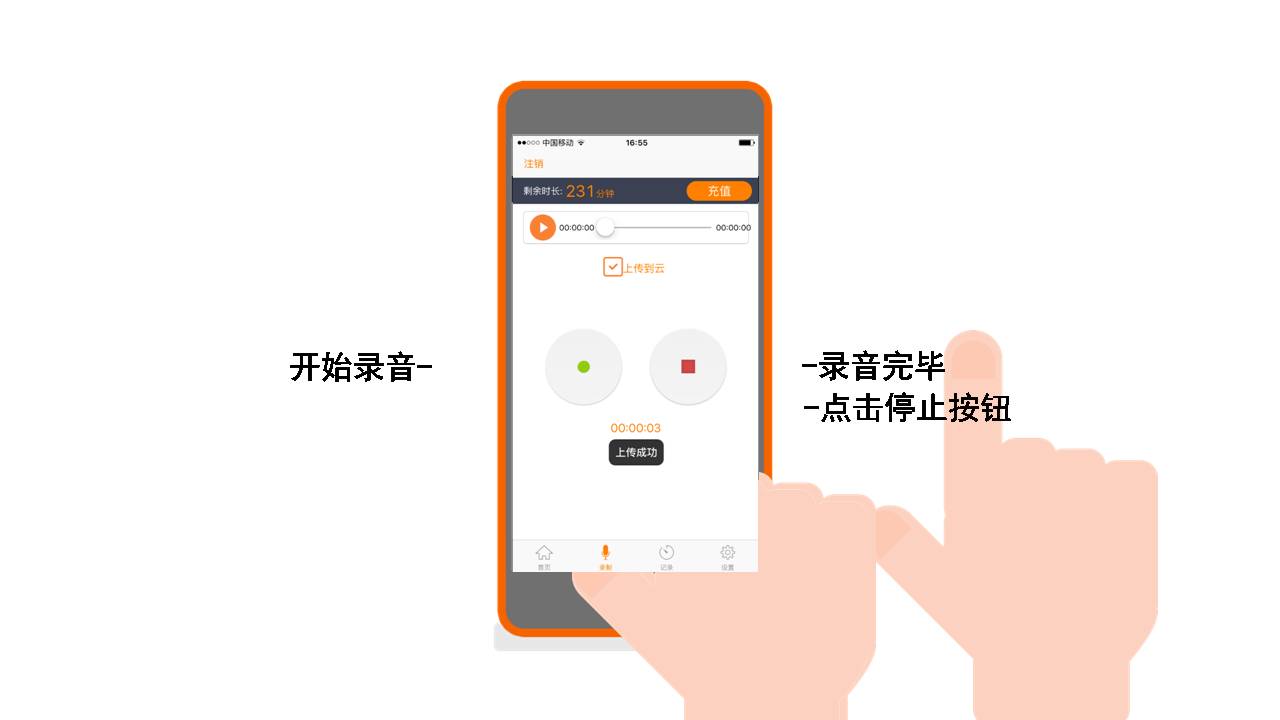 中国移动
16:55
注销
剩余时长: 231 分钟
充值
00:00:00
00:00:00
上传到云
开始录音-
-录音完毕
-点击停止按钮
00:00:03
上传成功
首页
录制
记录
设置